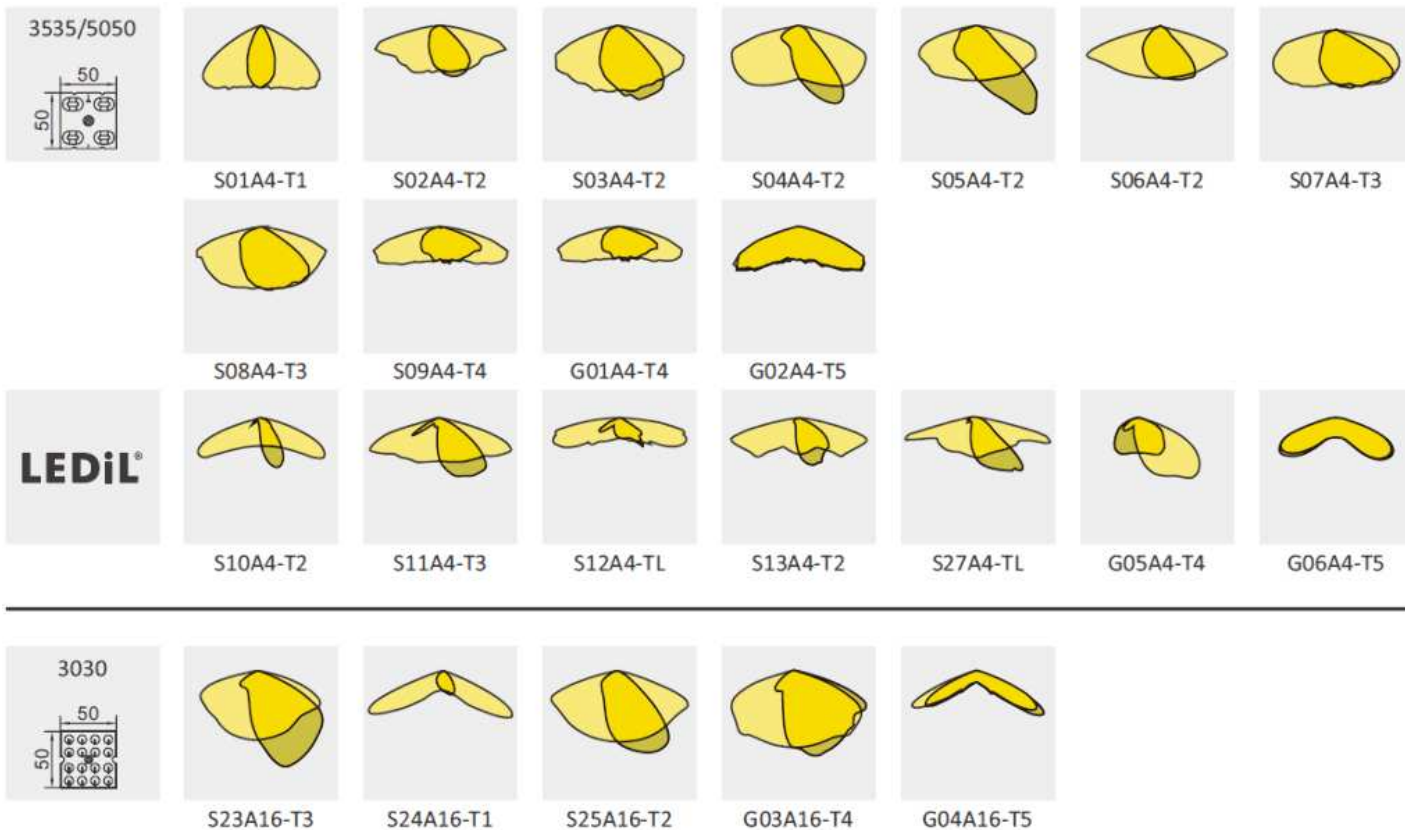 3535/5050
50
50
S01A4-T1 S02A4-T2 S03A4-T2 S04A4-T2 S05A4-T2 S06A4-T2 S07A4-T3
S08A4-T3 S09A4-T4 G01A4-T4 G02A4-T5
LEDiL®
S10A4-T2 S11A4-T3 S12A4-TL S13A4-T2 S27A4-TL G05A4-T4 G06A4-T5
3030
50
50
S23A16-T3 S24A16-T1 S25A16-T2 G03A16-T4 G04A16-T5